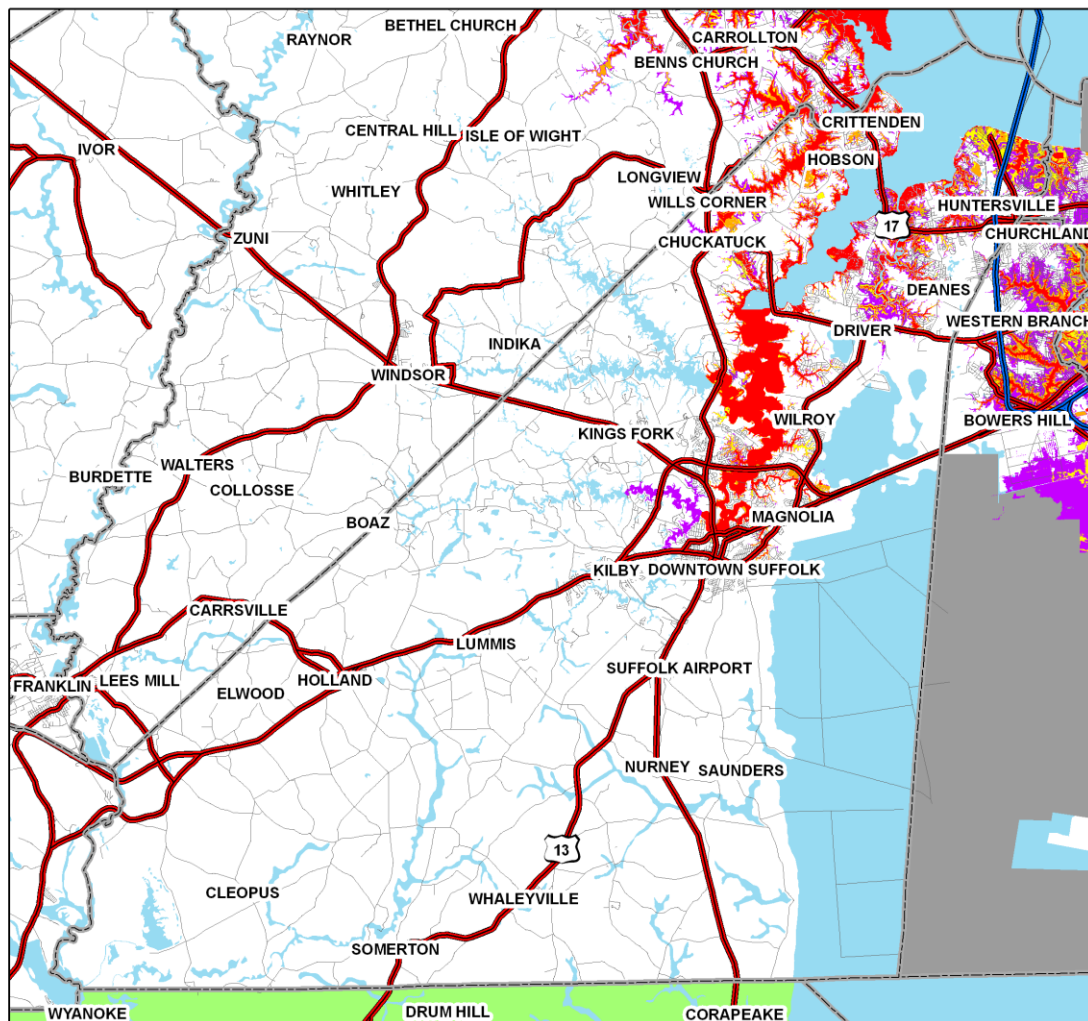 BETHEL CHURCH
RAYNOR
CARROLLTON
BENNS CHURCH
CRITTENDEN
CENTRAL HILL
ISLE OF WIGHT
IVOR
HOBSON
LONGVIEW
WHITLEY
WILLS CORNER
HUNTERSVILLE
17
CHURCHLAND
ZUNI
CHUCKATUCK
DEANES
WESTERN BRANCH
DRIVER
INDIKA
WINDSOR
WILROY
BOWERS HILL
KINGS FORK
WALTERS
BURDETTE
COLLOSSE
MAGNOLIA
BOAZ
KILBY
DOWNTOWN SUFFOLK
CARRSVILLE
LUMMIS
SUFFOLK AIRPORT
FRANKLIN
LEES MILL
HOLLAND
ELWOOD
NURNEY
SAUNDERS
13
CLEOPUS
WHALEYVILLE
SOMERTON
WYANOKE
DRUM HILL
CORAPEAKE